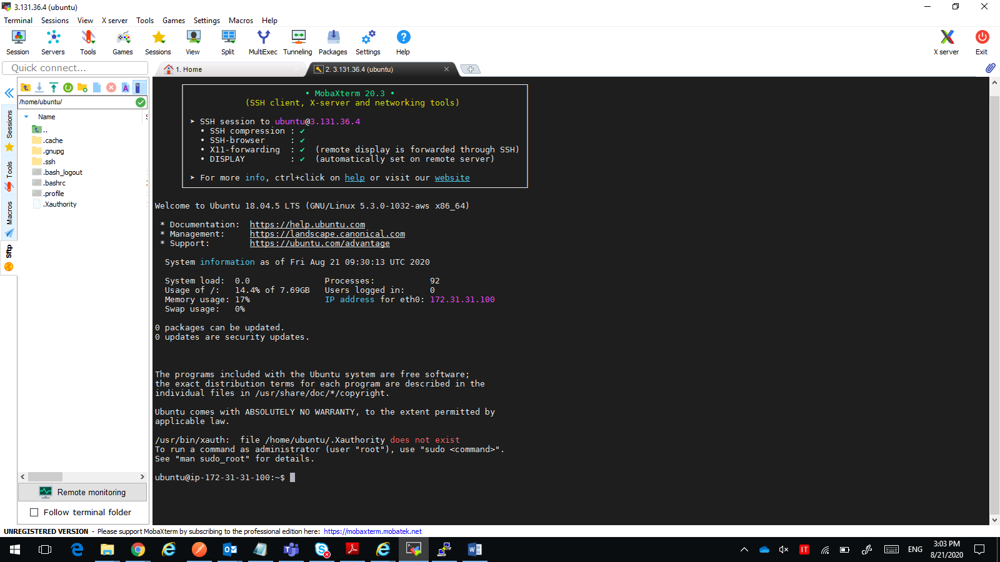 3.131.36.4 (ubuntu)
Terminal Sessions View X server Tools Games Settings Macros Help
Session Servers Tools Games Sessions View Split MultiExec Tunneling Packages Settings Help X server Exit
Quick connect...
1. Home
2. 3.131.36.4 (ubuntu)
/home/ubuntu/
Name
..
.cache
.gnupg
.ssh
.bash_logout
.bashrc
.profile
.Xauthority
Sessions
Tools
Macros
Sftp
Remote monitoring
Follow terminal folder
• MobaXterm 20.3 •
(SSH client, X-server and networking tools)
➤ SSH session to ubuntu@3.131.36.4
• SSH compression : ✔
• SSH-browser : ✔
• X11-forwarding : ✔ (remote display is forwarded through SSH)
• DISPLAY : ✔ (automatically set on remote server)
➤ For more info, ctrl+click on help or visit our website
Welcome to Ubuntu 18.04.5 LTS (GNU/Linux 5.3.0-1032-aws x86_64)
* Documentation: https://help.ubuntu.com
* Management: https://landscape.canonical.com
* Support: https://ubuntu.com/advantage
System information as of Fri Aug 21 09:30:13 UTC 2020
System load: 0.0 Processes: 92
Usage of /: 14.4% of 7.69GB Users logged in: 0
Memory usage: 17% IP address for eth0: 172.31.31.100
Swap usage: 0%
0 packages can be updated.
0 updates are security updates.
The programs included with the Ubuntu system are free software;
the exact distribution terms for each program are described in the
individual files in /usr/share/doc/*/copyright.
Ubuntu comes with ABSOLUTELY NO WARRANTY, to the extent permitted by
applicable law.
/usr/bin/xauth: file /home/ubuntu/.Xauthority does not exist
To run a command as administrator (user "root"), use "sudo <command>".
See "man sudo_root" for details.
ubuntu@ip-172-31-31-100:~$
UNREGISTERED VERSION - Please support MobaXterm by subscribing to the professional edition here: https://mobaxterm.mobatek.net
ENG
3:03 PM
8/21/2020